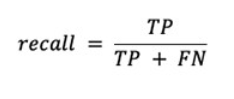 recall = TP / TP + FN